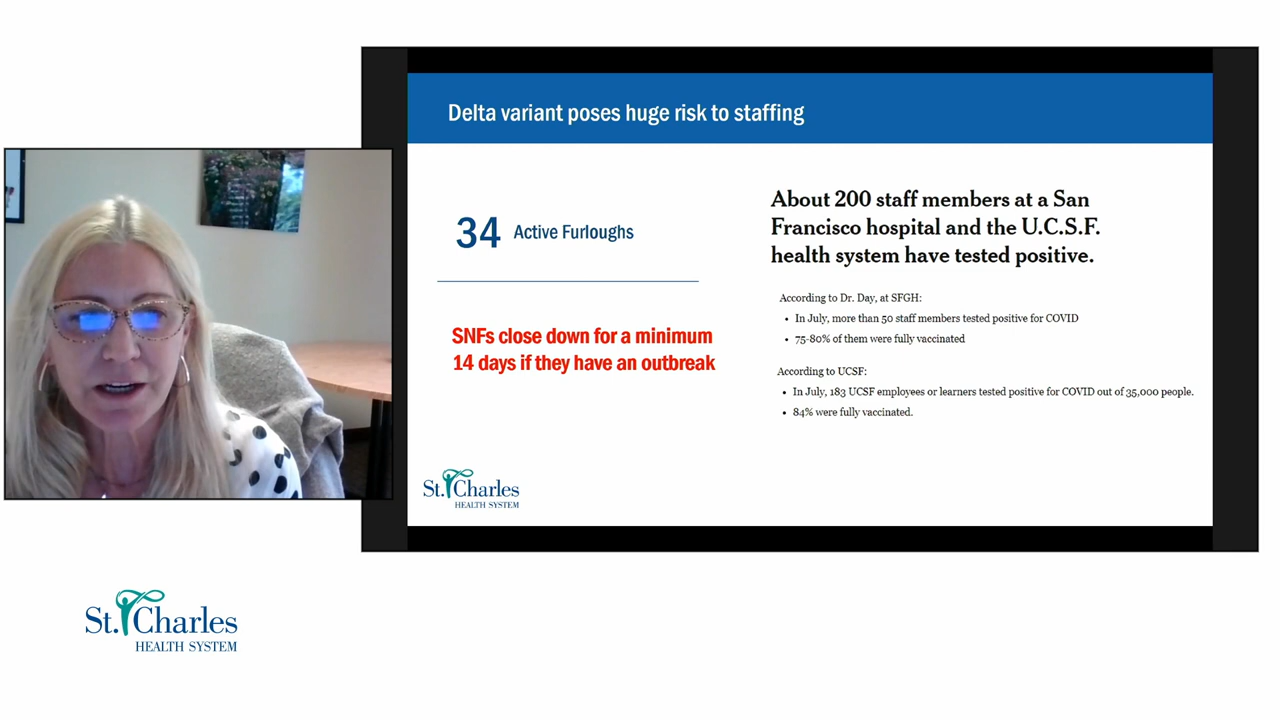 Delta variant poses huge risk to staffing
34 Active Furloughs
SNFs close down for a minimum
14 days if they have an outbreak
About 200 staff members at a San
Francisco hospital and the U.C.S.F.
health system have tested positive.
According to Dr. Day, at SFGH:
• In July, more than 50 staff members tested positive for COVID
• 75-80% of them were fully vaccinated
According to UCSF:
• In July, 183 UCSF employees or learners tested positive for COVID out of 35,000 people.
• 84% were fully vaccinated.
St. Charles
HEALTH SYSTEM
St. Charles
HEALTH SYSTEM